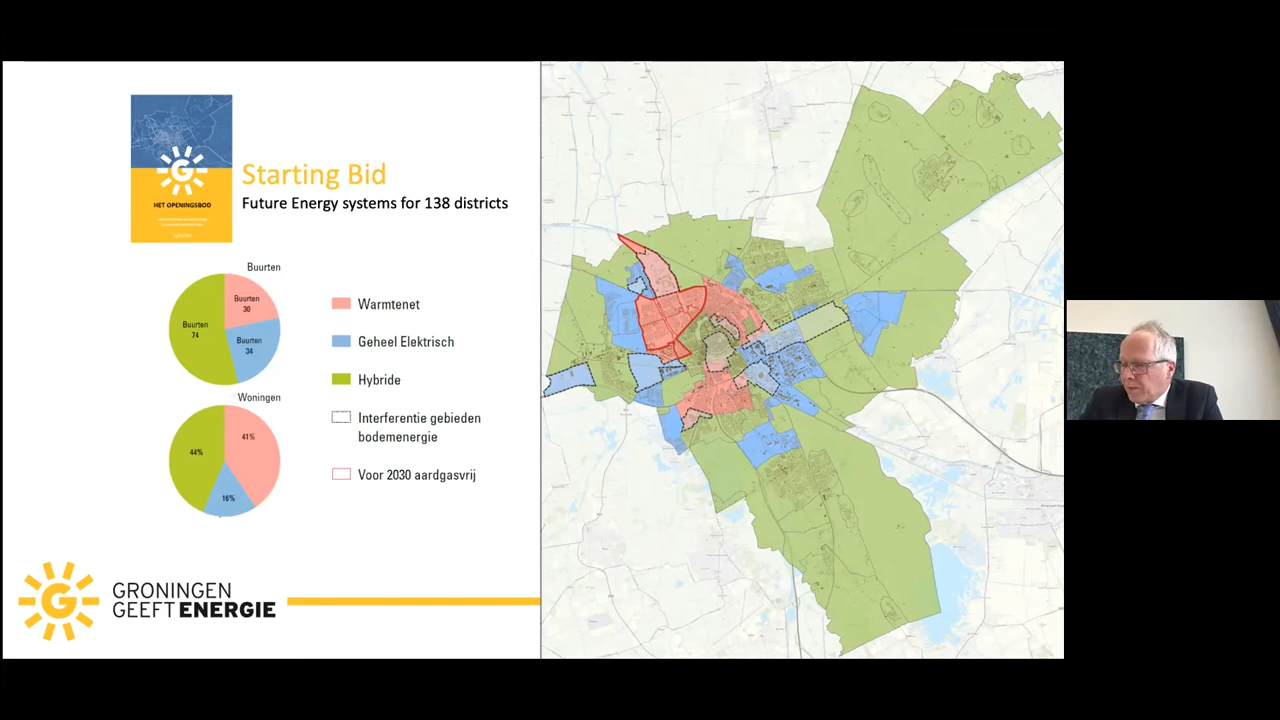 G
HET OPENINGSBOD
Starting Bid
Future Energy systems for 138 districts
Buurten
Buurten
30
Buurten
74
Buurten
34
Woningen
41%
44%
16%
Warmtenet
Geheel Elektrisch
Hybride
Interferentie gebieden
bodemenergie
Voor 2030 aardgasvrij
G
GRONINGEN
GEEFT ENERGIE